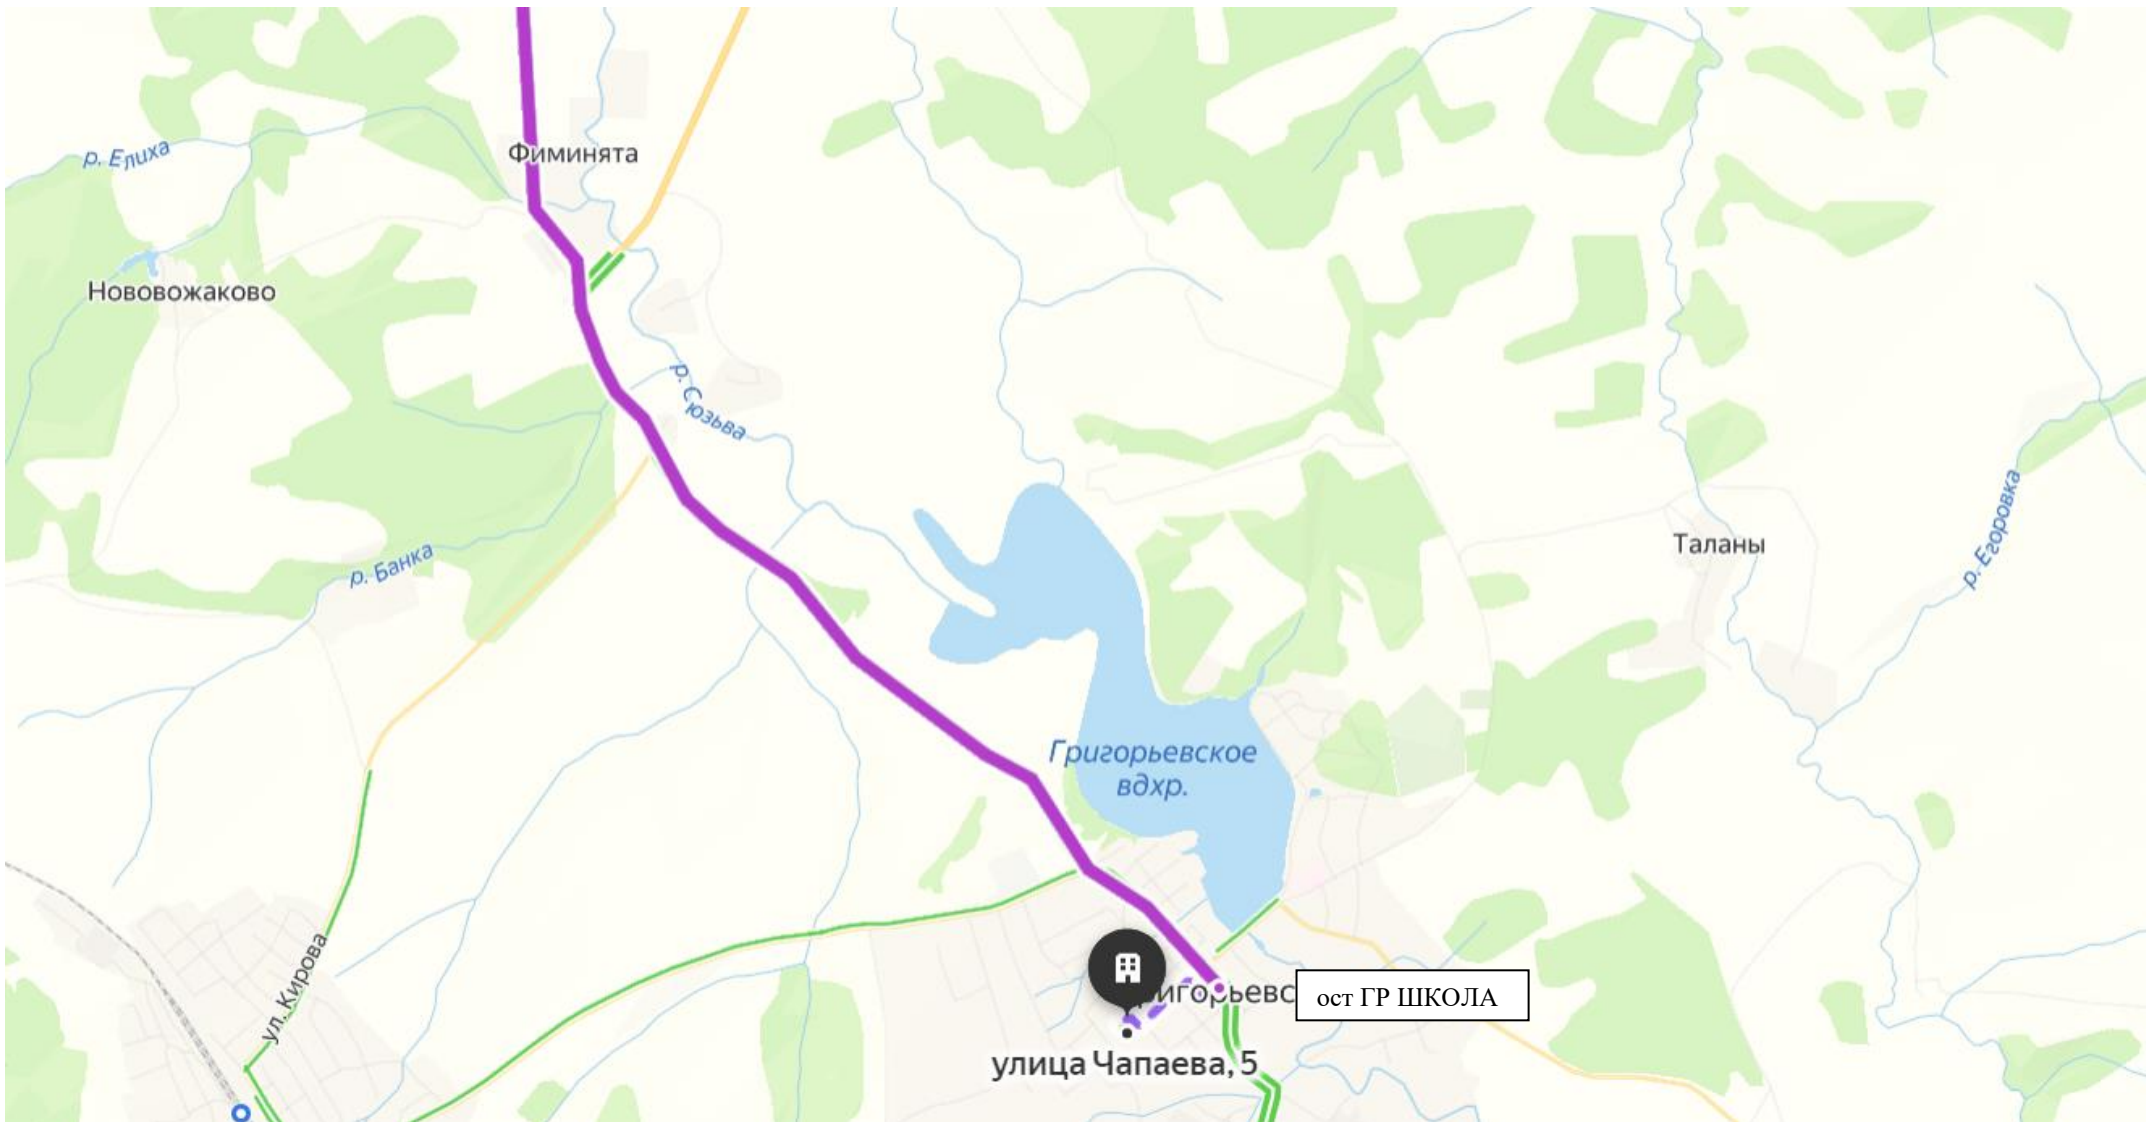 Фиминята
р. Елиха
Нововожаково
р. Сюзьва
р. Банка
Таланы
р. Егоровка
Григорьевское
вдхр.
ул. Кирова
ост ГР ШКОЛА
улица Чапаева, 5